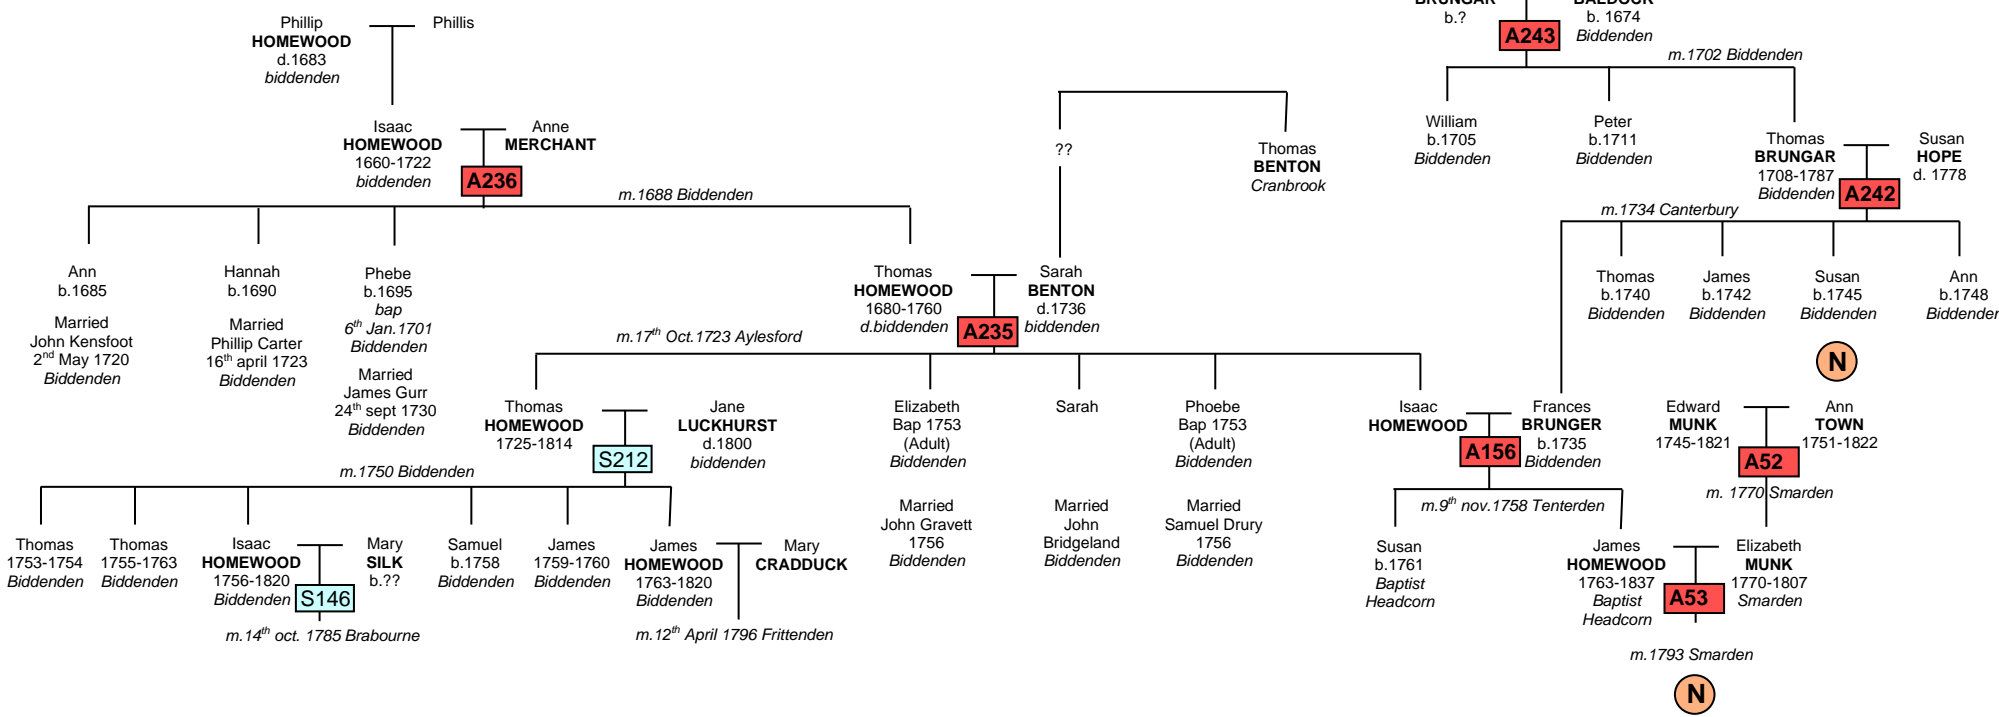 Phillip
HOMEWOOD
d.1683
biddenden
Phillis
BRUNGAR
b.?
BALDOCK
b. 1674
Biddenden
A243
m.1702 Biddenden
Isaac
HOMEWOOD
1660-1722
biddenden
Anne
MERCHANT
A236
m.1688 Biddenden
??
Thomas
BENTON
Cranbrook
William
b.1705
Biddenden
Peter
b.1711
Biddenden
Thomas
BRUNGAR
1708-1787
Biddenden
Susan
HOPE
d. 1778
A242
m.1734 Canterbury
Ann
b.1685
Married
John Kensfoot
2nd May 1720
Biddenden
Hannah
b.1690
Married
Phillip Carter
16th april 1723
Biddenden
Phebe
b.1695
bap
6th Jan.1701
Biddenden
Married
James Gurr
24th sept 1730
Biddenden
Thomas
HOMEWOOD
1680-1760
d.biddenden
Sarah
BENTON
d.1736
biddenden
A235
m.17th Oct.1723 Aylesford
Thomas
b.1740
Biddenden
James
b.1742
Biddenden
Susan
b.1745
Biddenden
N
Ann
b.1748
Biddenden
Thomas
HOMEWOOD
1725-1814
Jane
LUCKHURST
d.1800
biddenden
S212
m.1750 Biddenden
Elizabeth
Bap 1753
(Adult)
Biddenden
Married
John Gravett
1756
Biddenden
Sarah
Married
John
Bridgeland
Biddenden
Phoebe
Bap 1753
(Adult)
Biddenden
Married
Samuel Drury
1756
Biddenden
Isaac
HOMEWOOD
Frances
BRUNGER
b.1735
Biddenden
A156
m.9th nov.1758 Tenterden
Edward
MUNK
1745-1821
Ann
TOWN
1751-1822
A52
m. 1770 Smarden
Thomas
1753-1754
Biddenden
Thomas
1755-1763
Biddenden
Isaac
HOMEWOOD
1756-1820
Biddenden
Mary
SILK
b.??
S146
m.14th oct. 1785 Brabourne
Samuel
b.1758
Biddenden
James
1759-1760
Biddenden
James
HOMEWOOD
1763-1820
Biddenden
Mary
CRADDUCK
m.12th April 1796 Frittenden
Susan
b.1761
Baptist
Headcorn
James
HOMEWOOD
1763-1837
Baptist
Headcorn
Elizabeth
MUNK
1770-1807
Smarden
A53
m.1793 Smarden
N